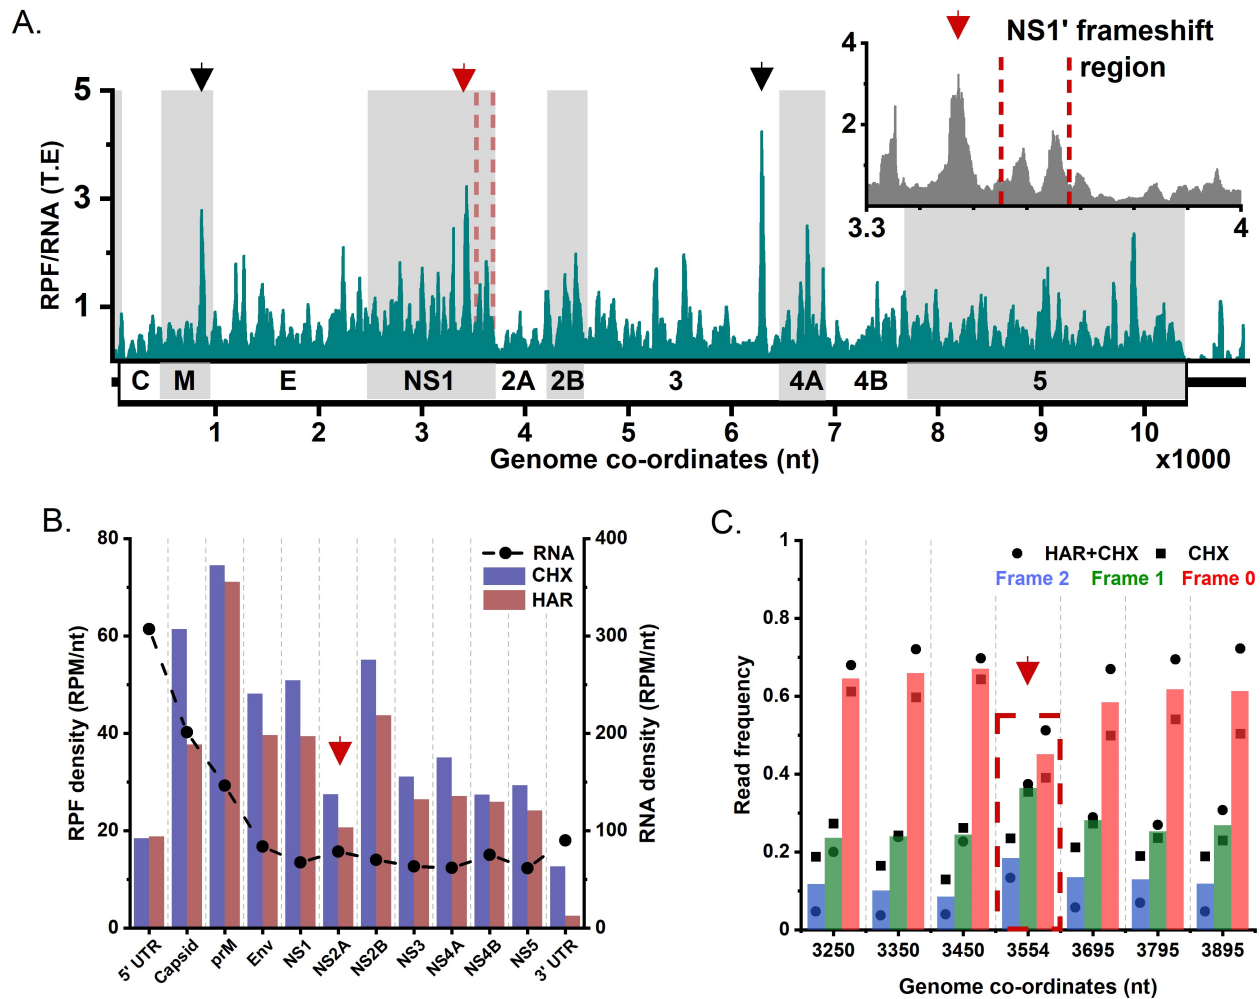 A.
NS1' frameshift
region
4
2
3.3
4
5
3
1
RPF/RNA (T.E)
C M E NS1 2A 2B 3 4A 4B 5
1 2 3 4 5 6 7 8 9 10
Genome co-ordinates (nt)
x1000
B.
80
60
40
20
0
RPF density (RPM/nt)
RNA
CHX
HAR
400
300
200
100
0
RNA density (RPM/nt)
5' UTR Capsid prM Env NS1 NS2A NS2B NS3 NS4A NS4B NS5 3' UTR
C.
1
0.8
0.6
0.4
0.2
0
Read frequency
HAR+CHX CHX
Frame 2 Frame 1 Frame 0
3250 3350 3450 3554 3695 3795 3895
Genome co-ordinates (nt)